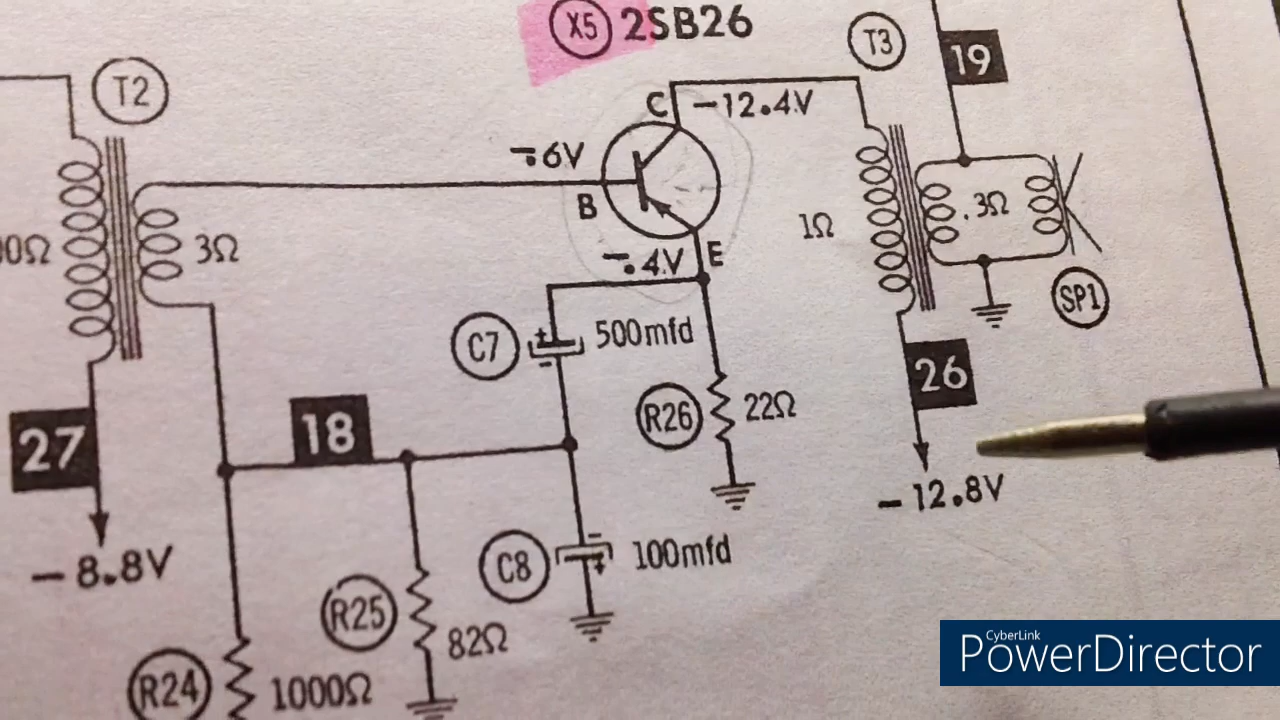 X5 2SB26
T3
19
T2
C -12.4V
-.6V
B
1Ω
.3Ω
00Ω
3Ω
-.4V E
SP1
C7 500mfd
26
R26 22Ω
27
18
-12.8V
-8.8V
C8 100mfd
R25
82Ω
R24 1000Ω
CyberLink
PowerDirector